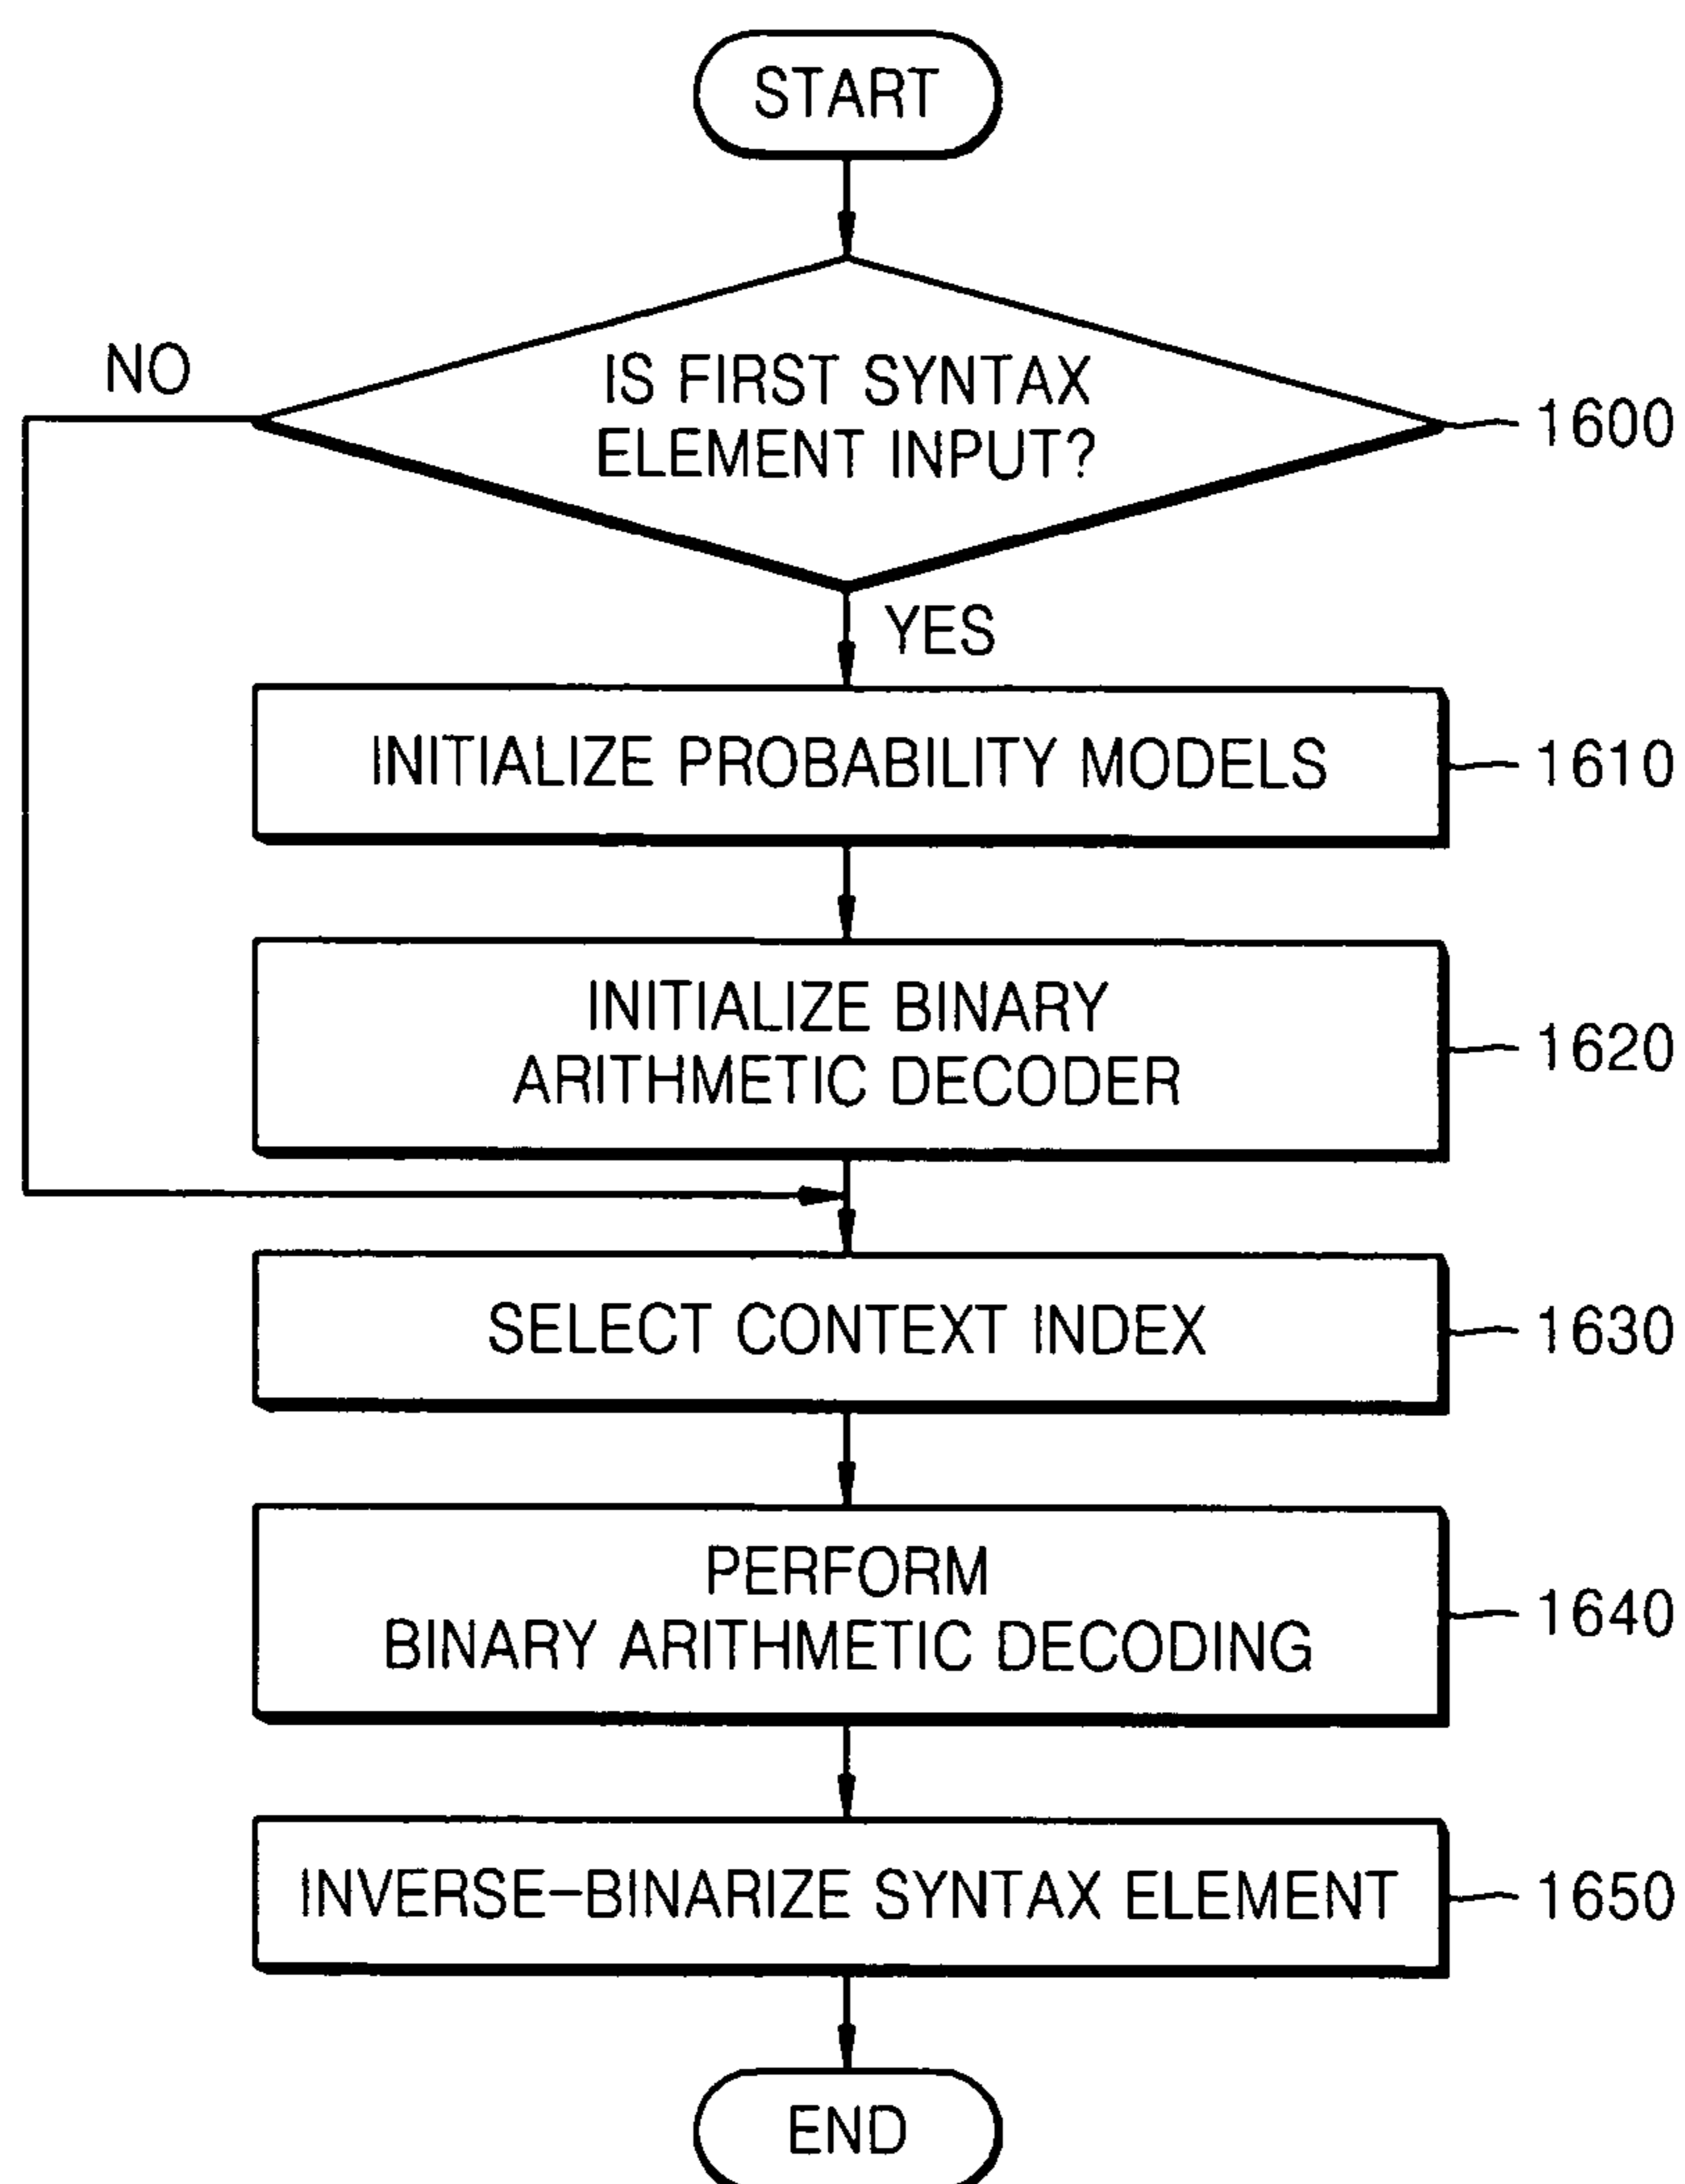 START
NO
IS FIRST SYNTAX
ELEMENT INPUT?
1600
YES
INITIALIZE PROBABILITY MODELS
1610
INITIALIZE BINARY
ARITHMETIC DECODER
1620
SELECT CONTEXT INDEX
1630
PERFORM
BINARY ARITHMETIC DECODING
1640
INVERSE-BINARIZE SYNTAX ELEMENT
1650
END